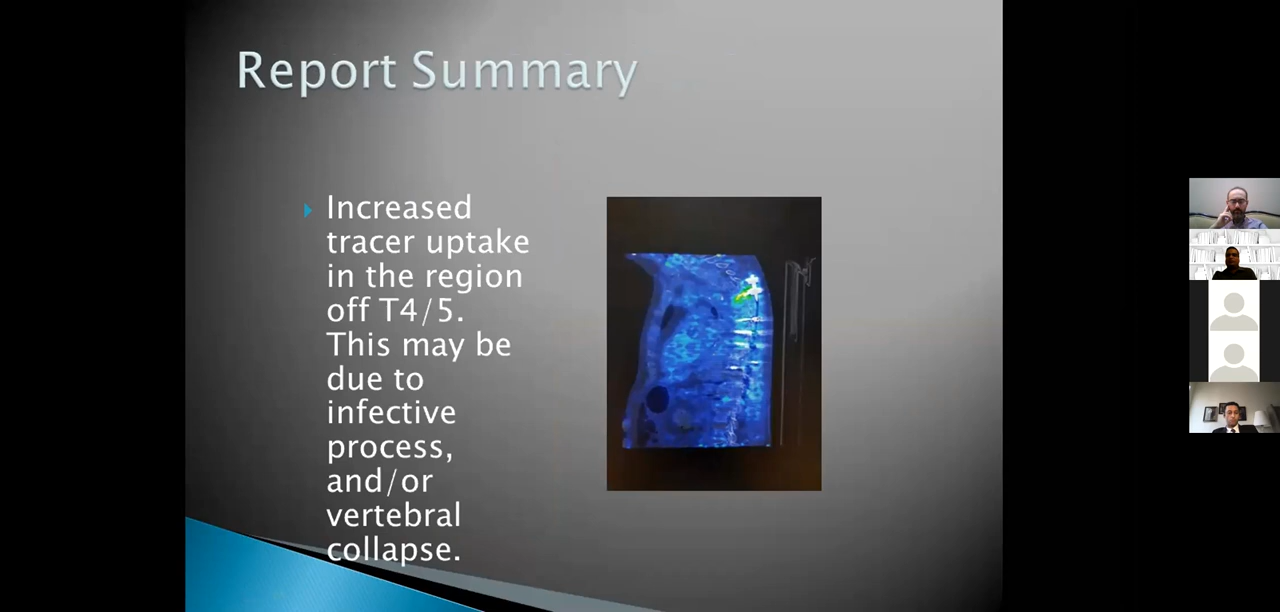 Report Summary
Increased
tracer uptake
in the region
off T4/5.
This may be
due to
infective
process,
and/or
vertebral
collapse.